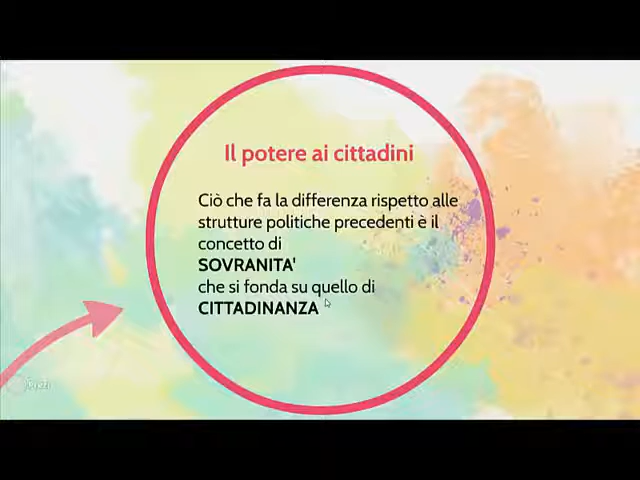 Il potere ai cittadini
Ciò che fa la differenza rispetto alle
strutture politiche precedenti è il
concetto di
SOVRANITA'
che si fonda su quello di
CITTADINANZA